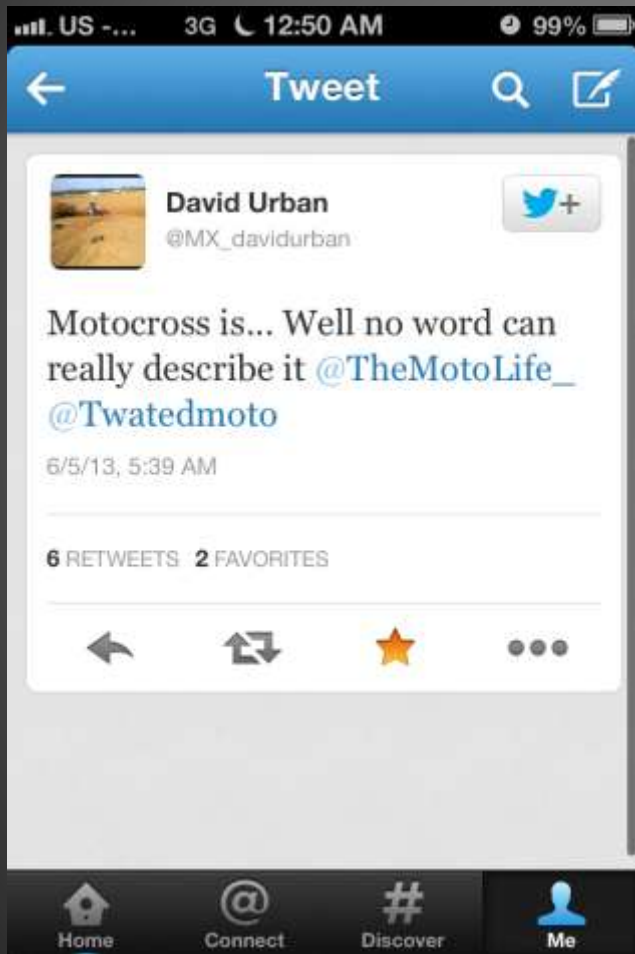 US -... 3G 12:50 AM 99%
Tweet
David Urban
@MX_davidurban
+
Motocross is... Well no word can
really describe it @TheMotoLife_
@Twatedmoto
6/5/13, 5:39 AM
6 RETWEETS 2 FAVORITES
@ #
Home Connect Discover Me